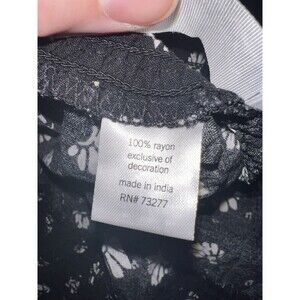 100% rayon
exclusive of
decoration
made in india
RN# 73277